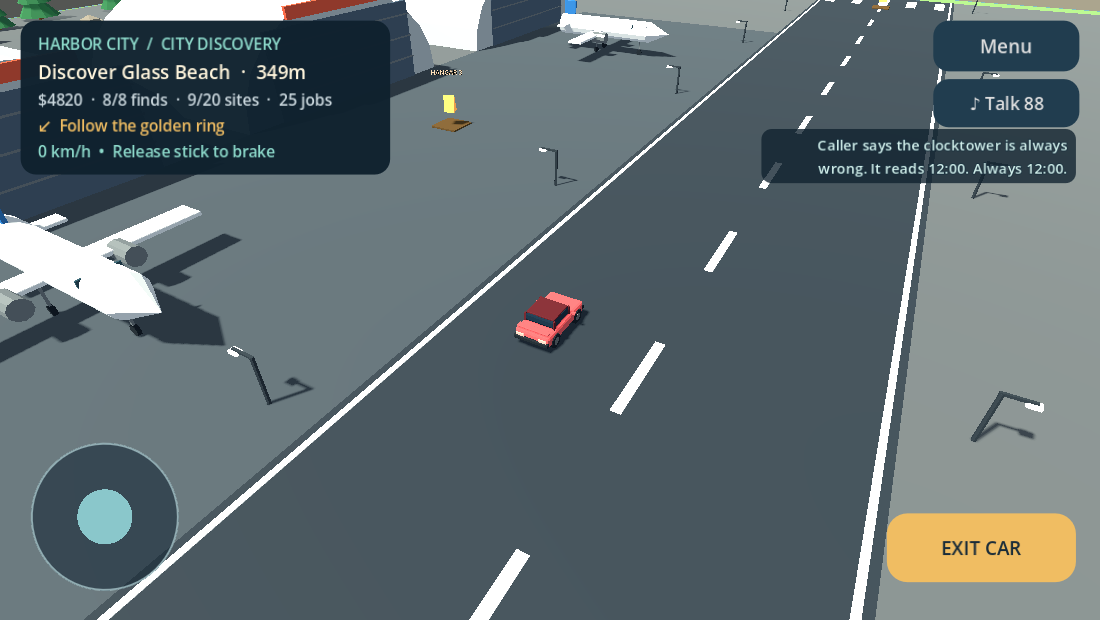 HARBOR CITY / CITY DISCOVERY
Discover Glass Beach · 349m
$4820 · 8/8 finds · 9/20 sites · 25 jobs
↙ Follow the golden ring
0 km/h • Release stick to brake
Menu
♪ Talk 88
Caller says the clocktower is always
wrong. It reads 12:00. Always 12:00.
EXIT CAR